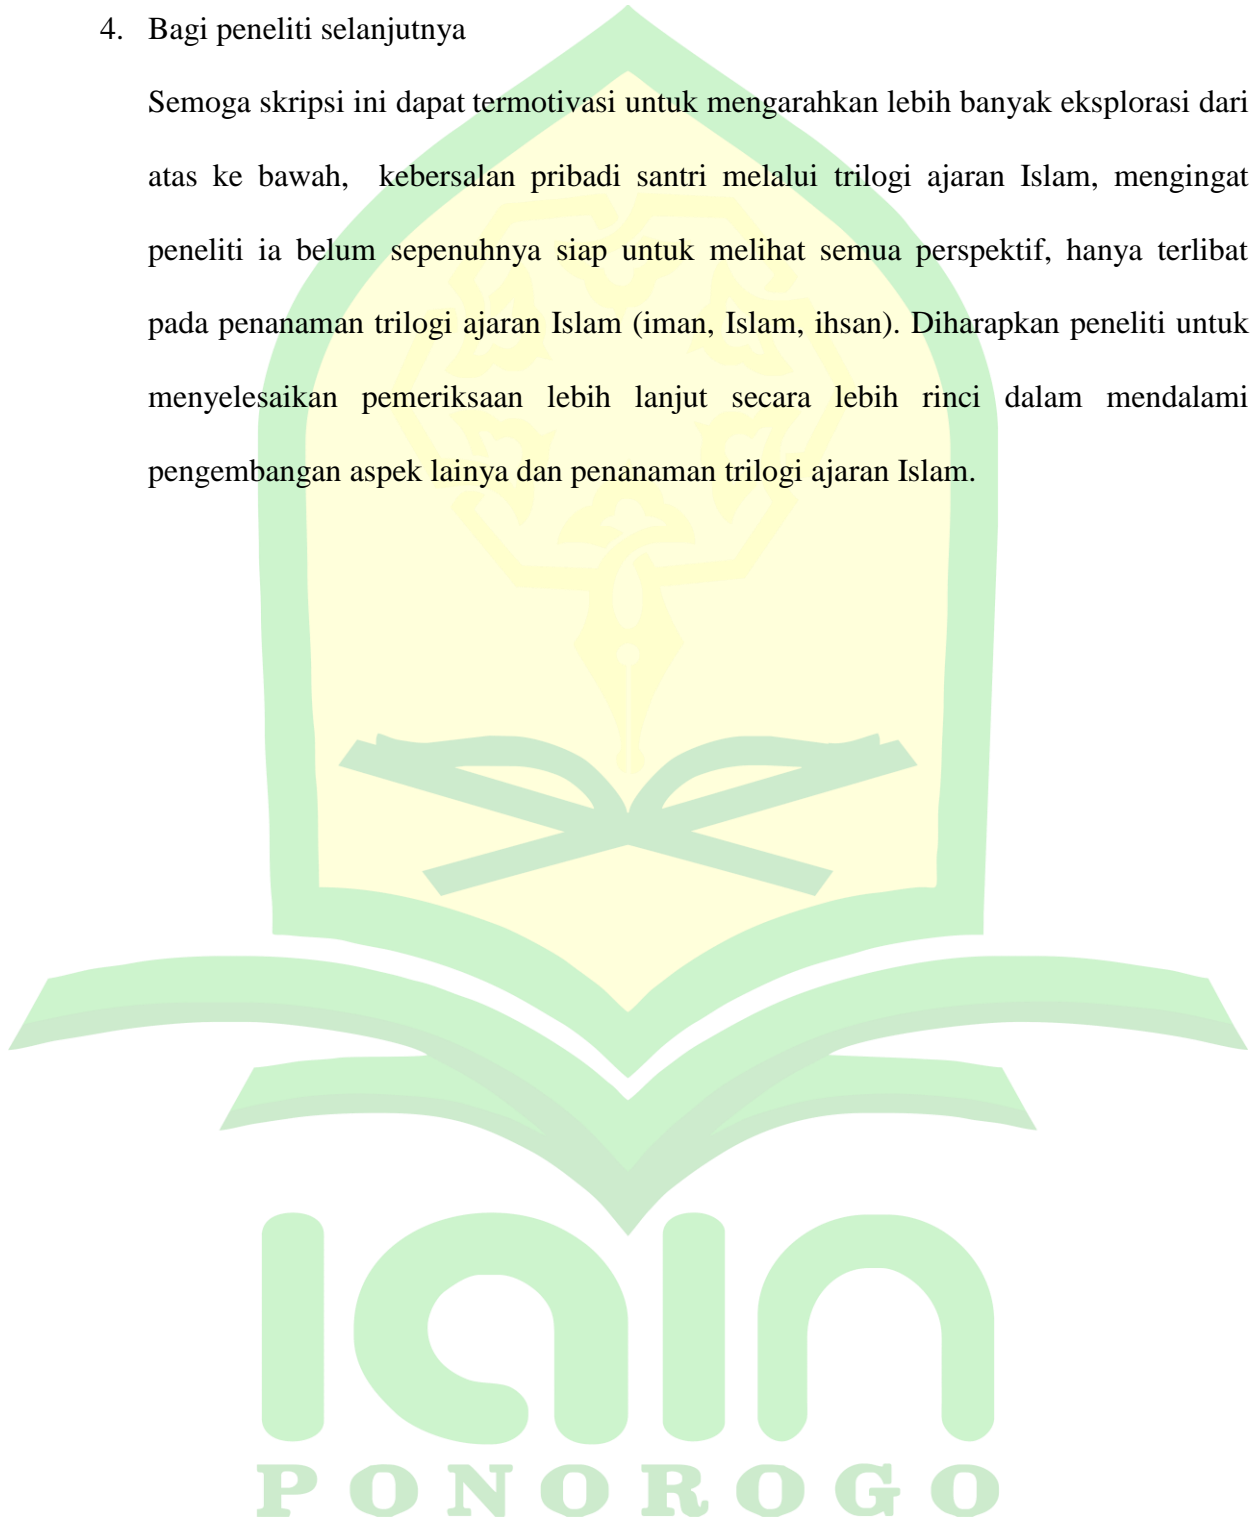 4. Bagi peneliti selanjutnya
Semoga skripsi ini dapat termotivasi untuk mengarahkan lebih banyak eksplorasi dari
atas ke bawah, kebersalan pribadi santri melalui trilogi ajaran Islam, mengingat
peneliti ia belum sepenuhnya siap untuk melihat semua perspektif, hanya terlibat
pada penanaman trilogi ajaran Islam (iman, Islam, ihsan). Diharapkan peneliti untuk
menyelesaikan pemeriksaan lebih lanjut secara lebih rinci dalam mendalami
pengembangan aspek lainya dan penanaman trilogi ajaran Islam.
IAIN
PONOROGO